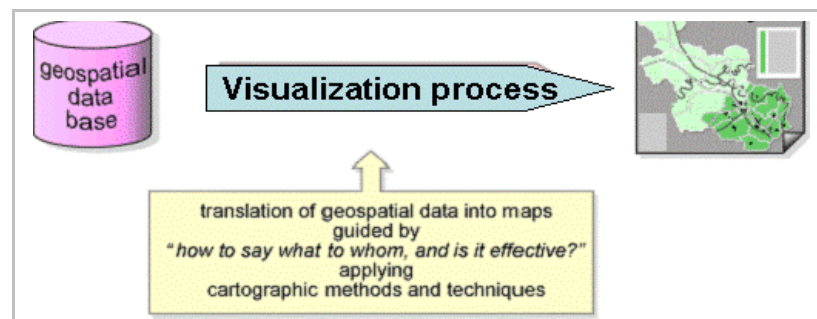 geospatial
data
base
Visualization process
translation of geospatial data into maps
guided by
"how to say what to whom, and is it effective?"
applying
cartographic methods and techniques